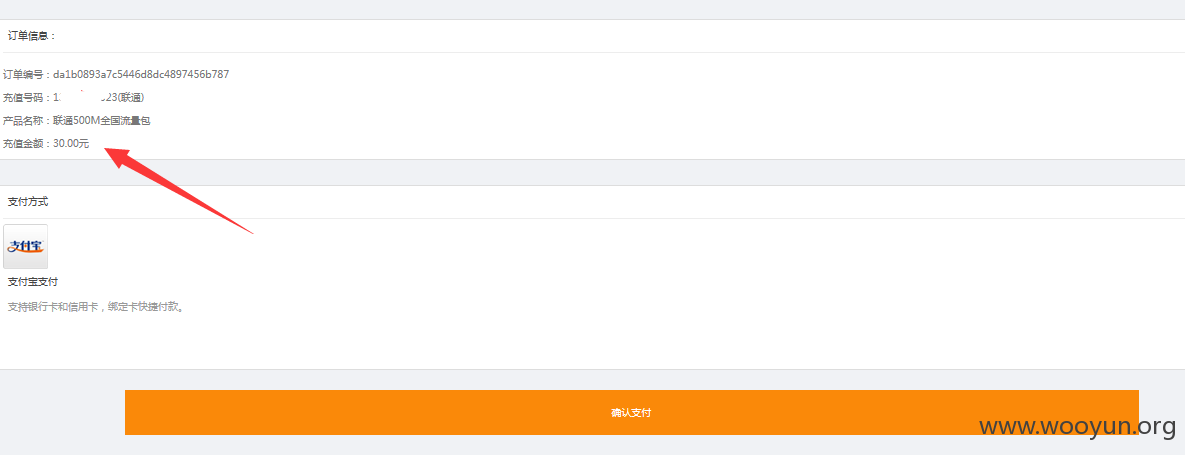 订单信息：
订单编号：da1b0893a7c5446d8dc4897456b787
充值号码：1 23(联通)
产品名称：联通500M全国流量包
充值金额：30.00元
支付方式
支付宝
支付宝支付
支持银行卡和信用卡，绑定卡快捷付款。
确认支付
www.wooyun.org